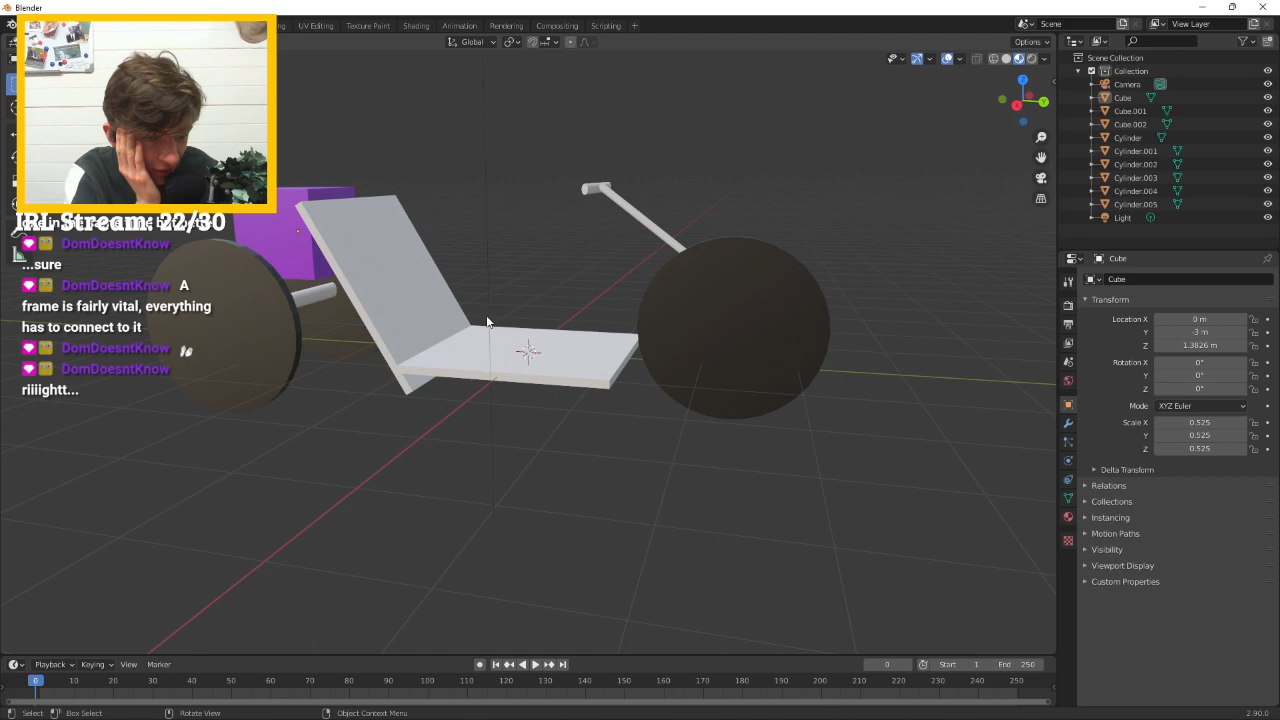 Blender
UV Editing
Texture Paint
Shading
Animation
Rendering
Compositing
Scripting
+
Scene
View Layer
Global
Options
Scene Collection
Collection
Camera
Cube
Cube.001
Cube.002
Cylinder
Cylinder.001
Cylinder.002
Cylinder.003
Cylinder.004
Cylinder.005
Light
Z
Y
X
IRL Stream: 22/30
DomDoesntKnow
...sure
DomDoesntKnow A
frame is fairly vital, everything
has to connect to it
DomDoesntKnow
DomDoesntKnow
riiiightt...
Cube
Cube
Transform
Location X 0 m
Y -3 m
Z 1.3826 m
Rotation X 0°
Y 0°
Z 0°
Mode XYZ Euler
Scale X 0.525
Y 0.525
Z 0.525
Delta Transform
Relations
Collections
Instancing
Motion Paths
Visibility
Viewport Display
Custom Properties
Playback
Keying
View
Marker
0
Start 1
End 250
0 10 20 30 40 50 60 70 80 90 100 110 120 130 140 150 160 170 180 190 200 210 220 230 240 250
Select
Box Select
Rotate View
Object Context Menu
2.90.0